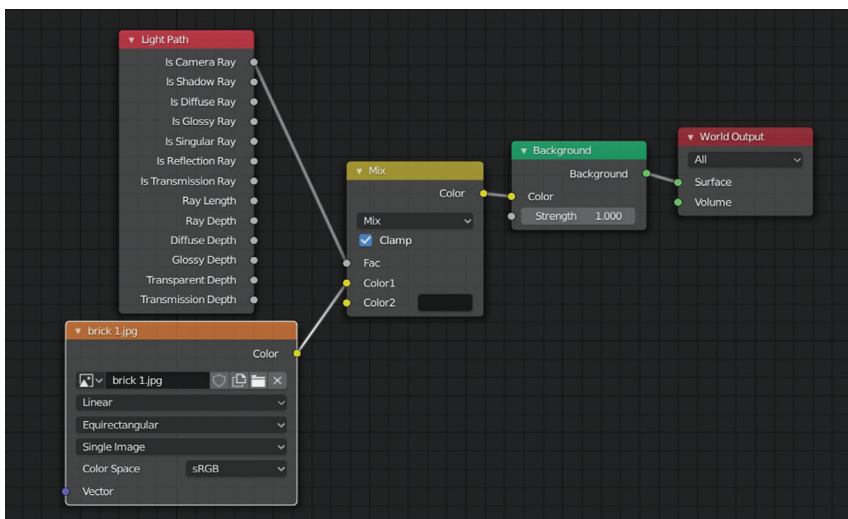 Light Path
Is Camera Ray
Is Shadow Ray
Is Diffuse Ray
Is Glossy Ray
Is Singular Ray
Is Reflection Ray
Is Transmission Ray
Ray Length
Ray Depth
Diffuse Depth
Glossy Depth
Transparent Depth
Transmission Depth
brick 1.jpg
Color
brick 1.jpg
Linear
Equirectangular
Single Image
Color Space sRGB
Vector
Mix
Color
Mix
Clamp
Fac
Color1
Color2
Background
Background
Color
Strength 1.000
World Output
All
Surface
Volume